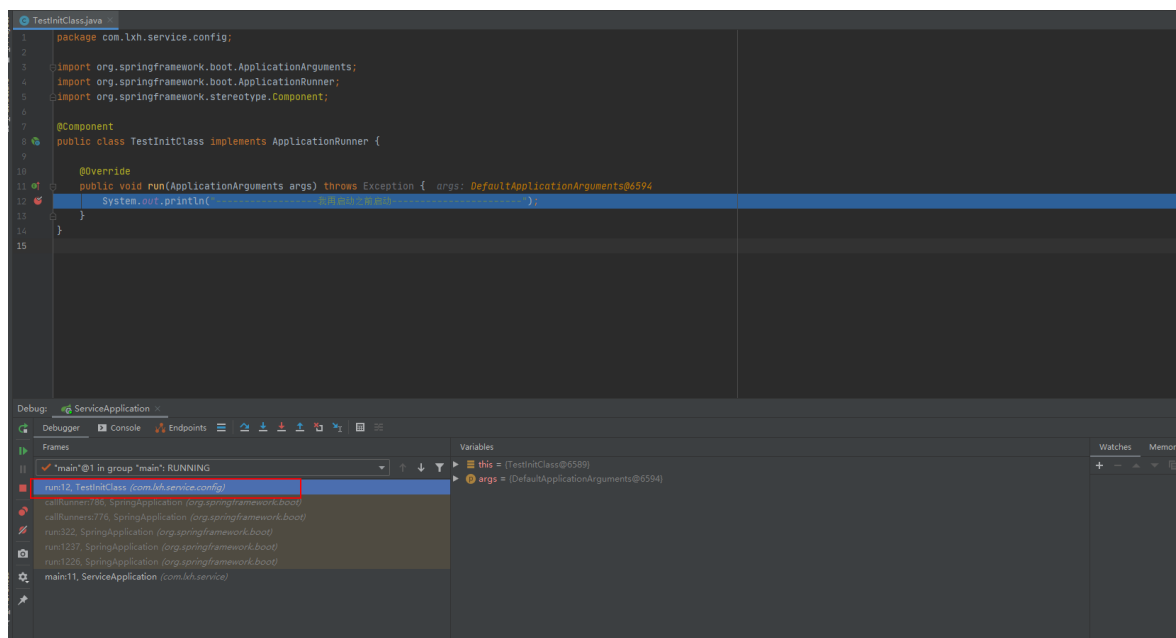 TestInitClass.java
1 package com.lxh.service.config;
2
3 import org.springframework.boot.ApplicationArguments;
4 import org.springframework.boot.ApplicationRunner;
5 import org.springframework.stereotype.Component;
6
7 @Component
8 public class TestInitClass implements ApplicationRunner {
9
10 @Override
11 public void run(ApplicationArguments args) throws Exception { args: DefaultApplicationArguments@6594
12 System.out.println("------------------我再启动之前启动-----------------------");
13 }
14 }
15
Debug: ServiceApplication
Debugger Console Endpoints
Frames Variables Watches Memor
"main"@1 in group "main": RUNNING
this = {TestInitClass@6589}
args = {DefaultApplicationArguments@6594}
run:12, TestInitClass (com.lxh.service.config)
callRunner:786, SpringApplication (org.springframework.boot)
callRunners:776, SpringApplication (org.springframework.boot)
run:322, SpringApplication (org.springframework.boot)
run:1237, SpringApplication (org.springframework.boot)
run:1226, SpringApplication (org.springframework.boot)
main:11, ServiceApplication (com.lxh.service)